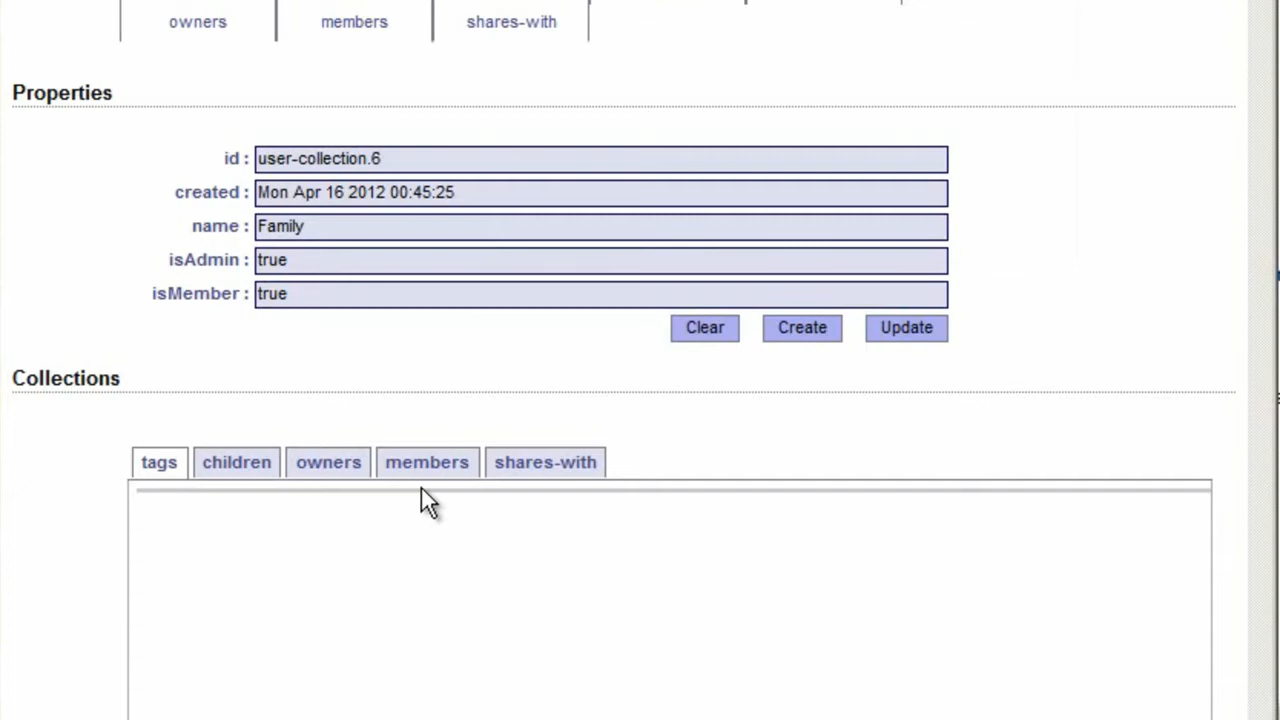 owners members shares-with
Properties
id : user-collection.6
created : Mon Apr 16 2012 00:45:25
name : Family
isAdmin : true
isMember : true
Clear Create Update
Collections
tags children owners members shares-with